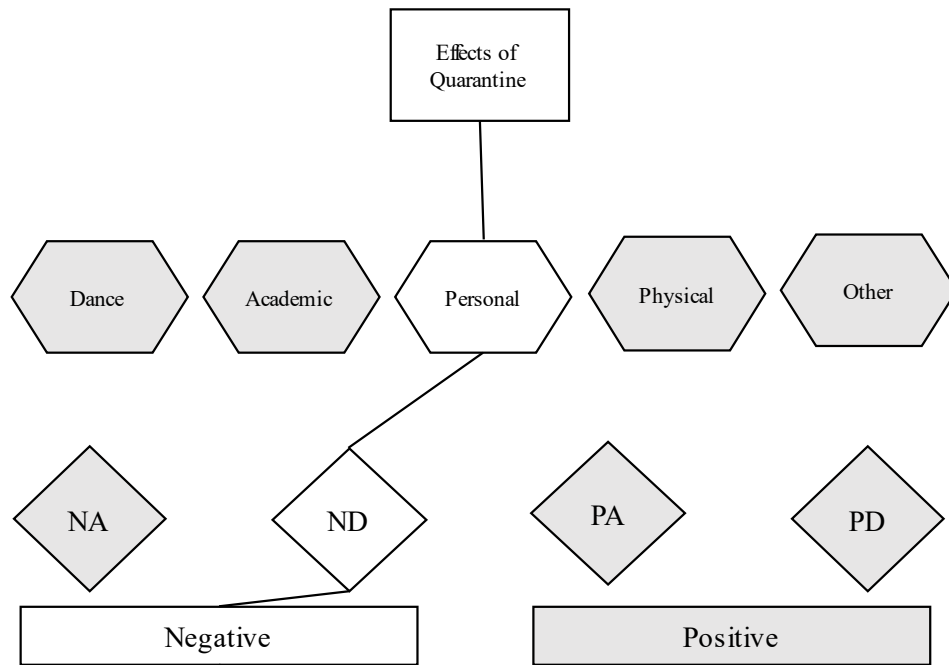 Effects of
Quarantine
Dance
Academic
Personal
Physical
Other
NA
ND
PA
PD
Negative
Positive